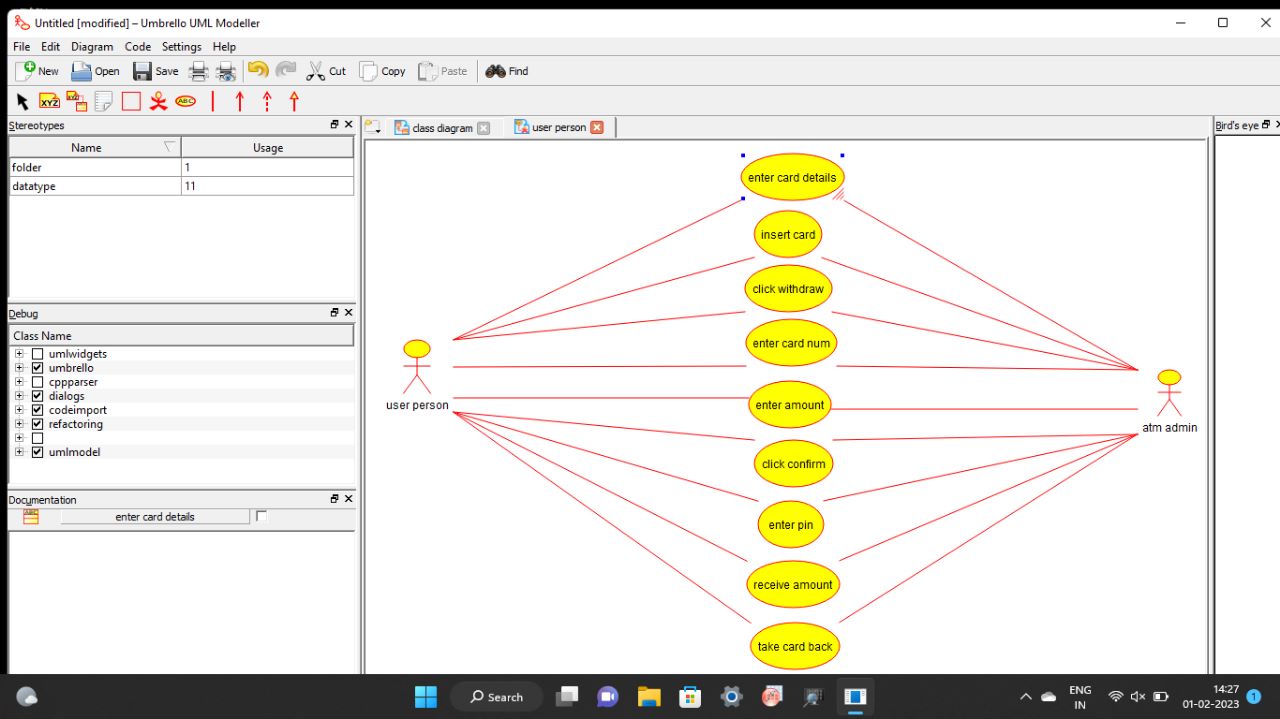 Untitled [modified] – Umbrello UML Modeller
File Edit Diagram Code Settings Help
New Open Save Cut Copy Paste Find
XYZ XYZ ABC
Stereotypes
Name Usage
folder 1
datatype 11
Debug
Class Name
umlwidgets
umbrello
cppparser
dialogs
codeimport
refactoring
umlmodel
Documentation
ABC enter card details
class diagram user person
Bird's eye
enter card details
insert card
click withdraw
enter card num
enter amount
click confirm
enter pin
receive amount
take card back
user person
atm admin
Search
ENG
IN
14:27
01-02-2023
1